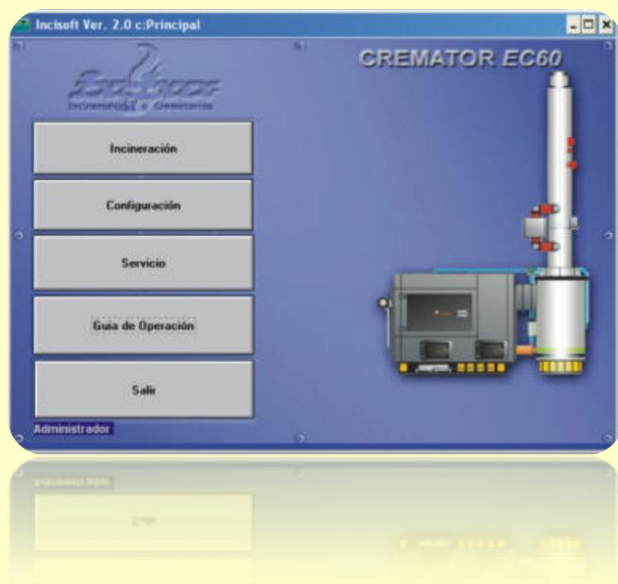 Incisoft Ver. 2.0 c:Principal
CREMATOR EC60
Incineración
Configuración
Servicio
Guia de Operación
Salir
Administrador